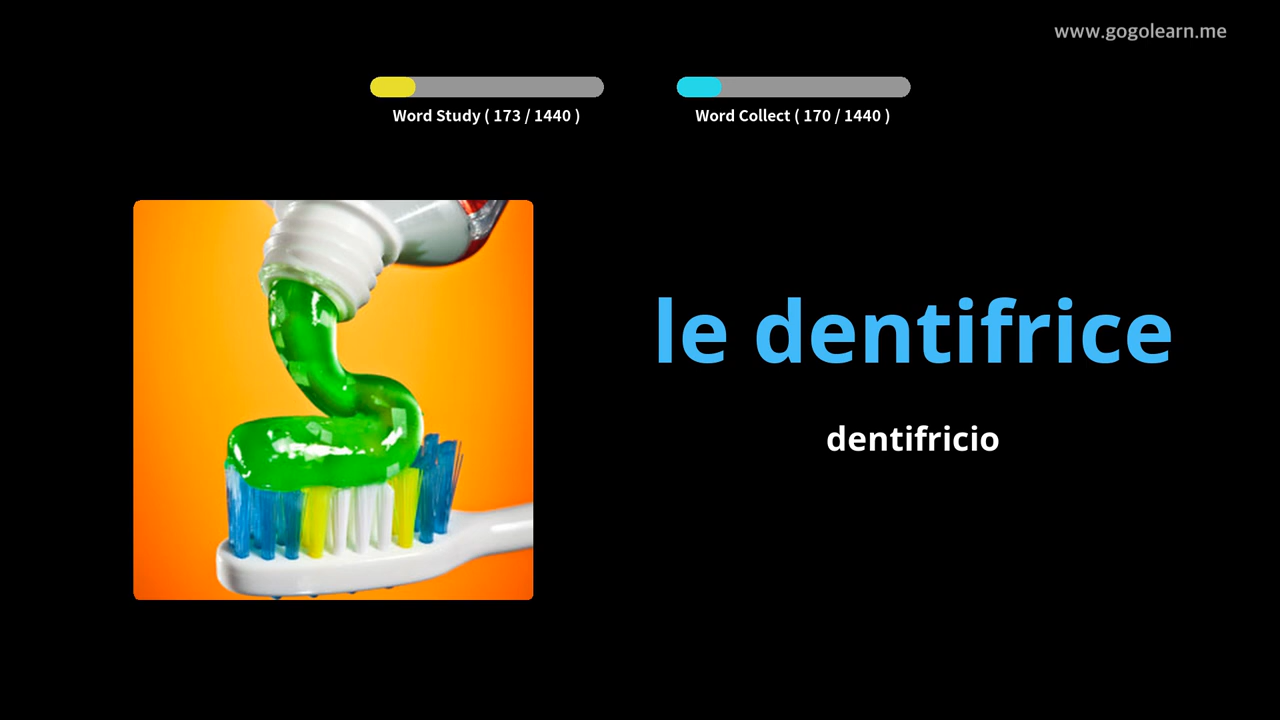 www.gogolearn.me
Word Study ( 173 / 1440 )
Word Collect ( 170 / 1440 )
le dentifrice
dentifricio